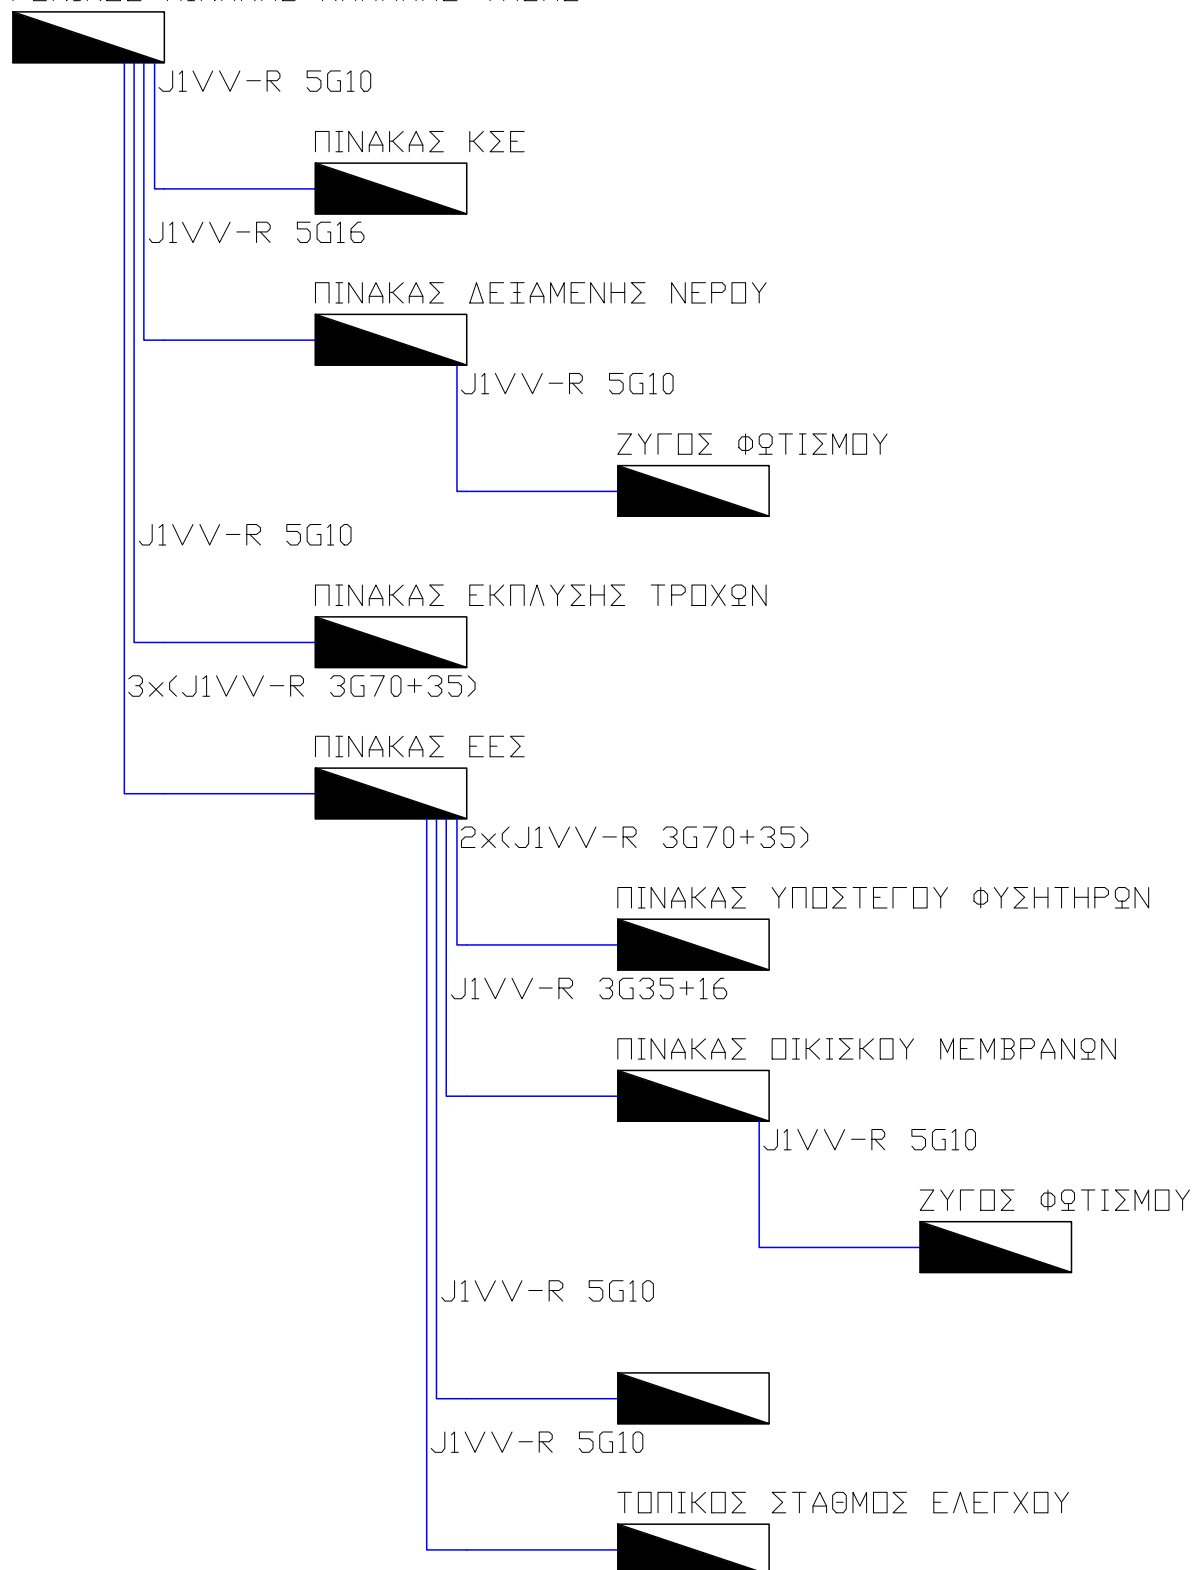 J1VV-R 5G10
ΠΙΝΑΚΑΣ ΚΣΕ
J1VV-R 5G16
ΠΙΝΑΚΑΣ ΔΕΞΑΜΕΝΗΣ ΝΕΡΟΥ
J1VV-R 5G10
ΖΥΓΟΣ ΦΩΤΙΣΜΟΥ
J1VV-R 5G10
ΠΙΝΑΚΑΣ ΕΚΠΛΥΣΗΣ ΤΡΟΧΩΝ
3x(J1VV-R 3G70+35)
ΠΙΝΑΚΑΣ ΕΕΣ
2x(J1VV-R 3G70+35)
ΠΙΝΑΚΑΣ ΥΠΟΣΤΕΓΟΥ ΦΥΣΗΤΗΡΩΝ
J1VV-R 3G35+16
ΠΙΝΑΚΑΣ ΟΙΚΙΣΚΟΥ ΜΕΜΒΡΑΝΩΝ
J1VV-R 5G10
ΖΥΓΟΣ ΦΩΤΙΣΜΟΥ
J1VV-R 5G10
J1VV-R 5G10
ΤΟΠΙΚΟΣ ΣΤΑΘΜΟΣ ΕΛΕΓΧΟΥ